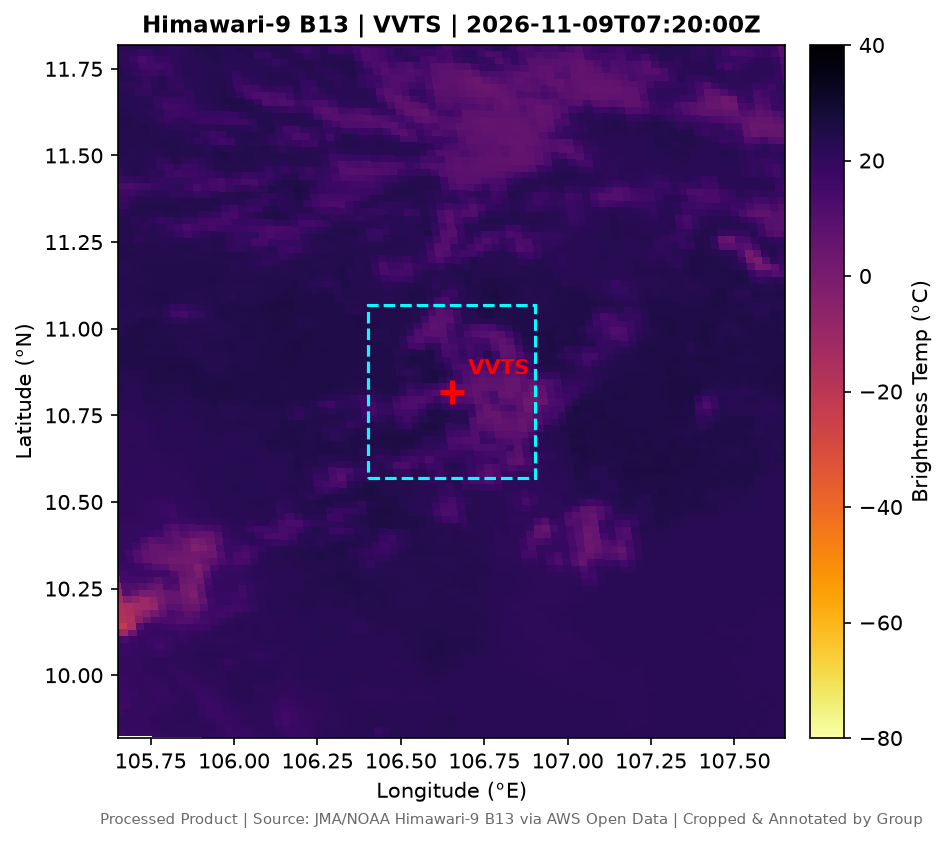 Himawari-9 B13 | VVTS | 2026-11-09T07:20:00Z
11.75
11.50
11.25
11.00
10.75
10.50
10.25
10.00
Latitude (°N)
VVTS
105.75 106.00 106.25 106.50 106.75 107.00 107.25 107.50
Longitude (°E)
40
20
0
−20
−40
−60
−80
Brightness Temp (°C)
Processed Product | Source: JMA/NOAA Himawari-9 B13 via AWS Open Data | Cropped & Annotated by Group